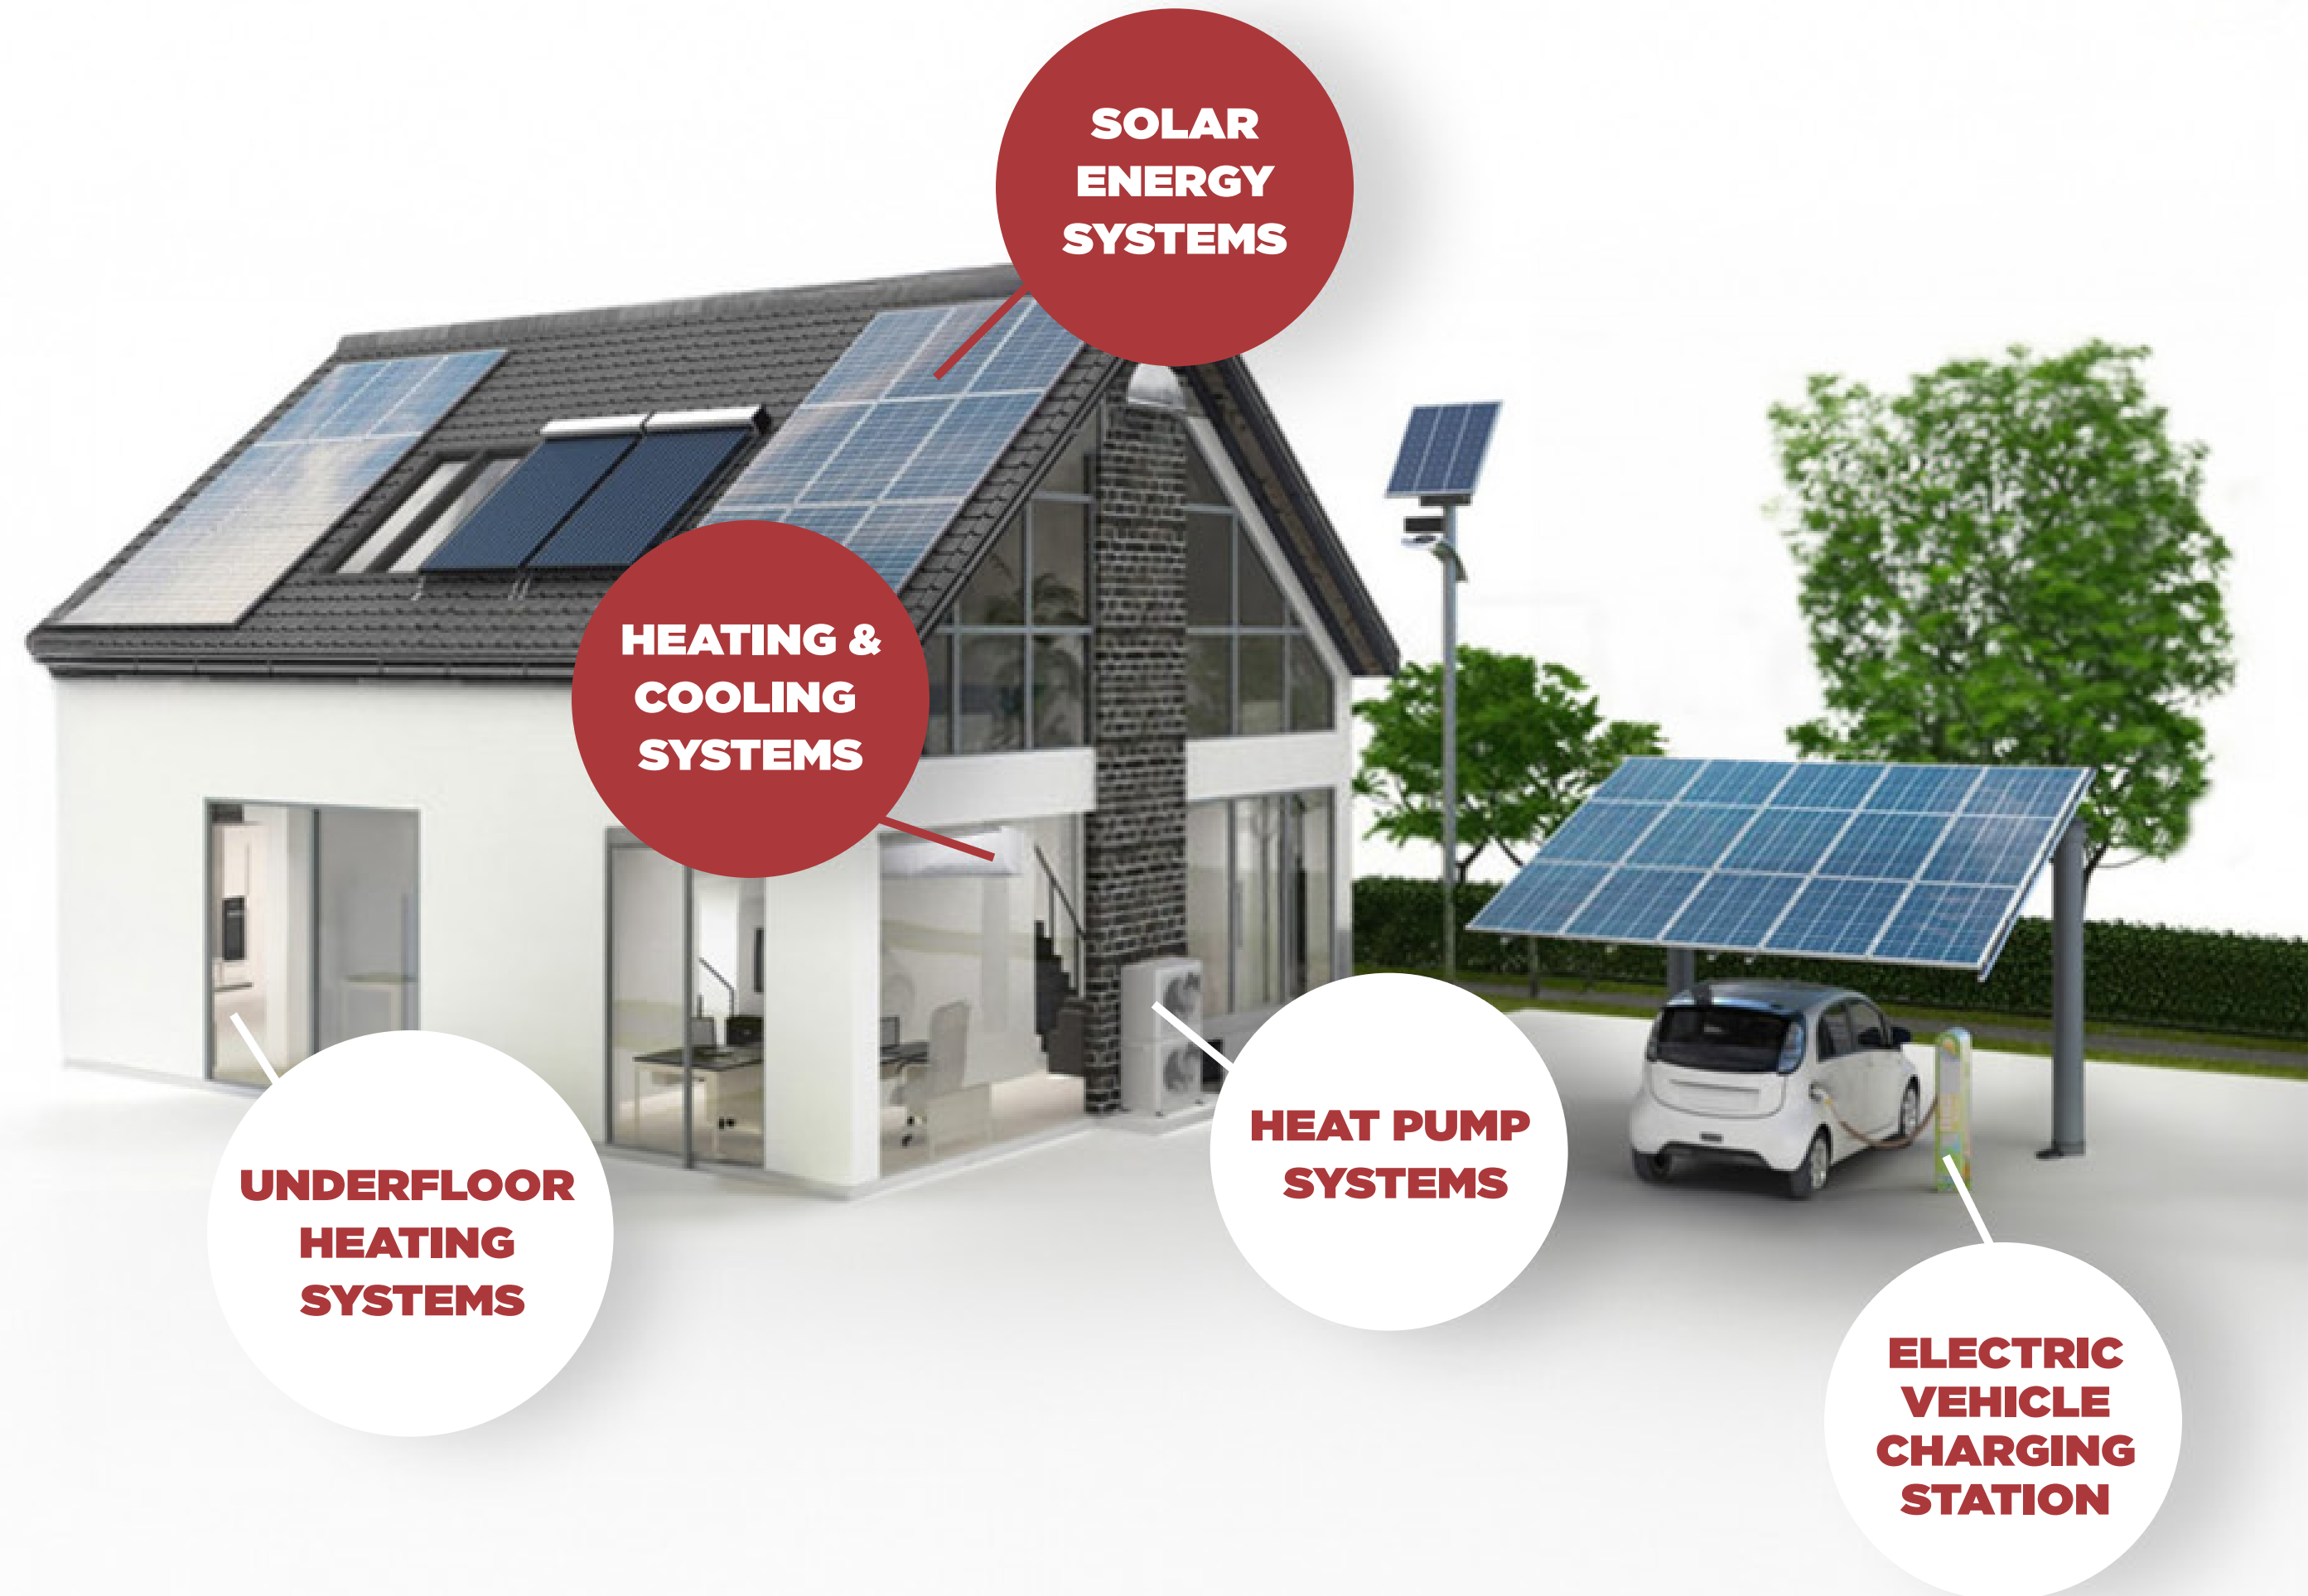 SOLAR
ENERGY
SYSTEMS
HEATING &
COOLING
SYSTEMS
UNDERFLOOR
HEATING
SYSTEMS
HEAT PUMP
SYSTEMS
ELECTRIC
VEHICLE
CHARGING
STATION